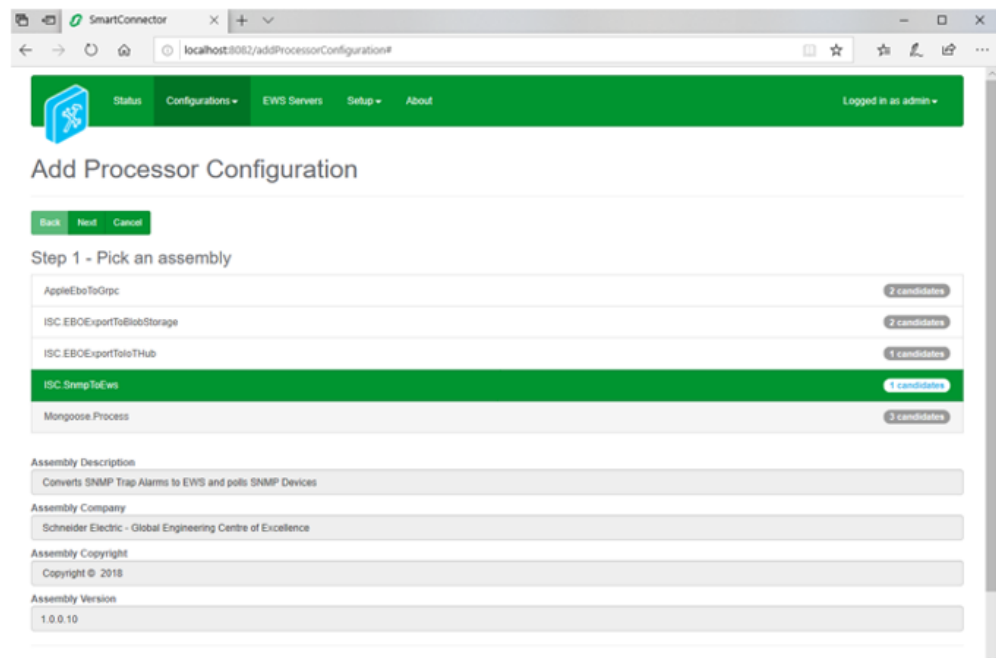 SmartConnector
localhost:8082/addProcessorConfiguration#
Status Configurations EWS Servers Setup About Logged in as admin
Add Processor Configuration
Back Next Cancel
Step 1 - Pick an assembly
AppleEboToGrpc 2 candidates
ISC.EBOExportToBlobStorage 2 candidates
ISC.EBOExportToIoTHub 1 candidates
ISC.SnmpToEws 1 candidates
Mongoose.Process 3 candidates
Assembly Description
Converts SNMP Trap Alarms to EWS and polls SNMP Devices
Assembly Company
Schneider Electric - Global Engineering Centre of Excellence
Assembly Copyright
Copyright © 2018
Assembly Version
1.0.0.10